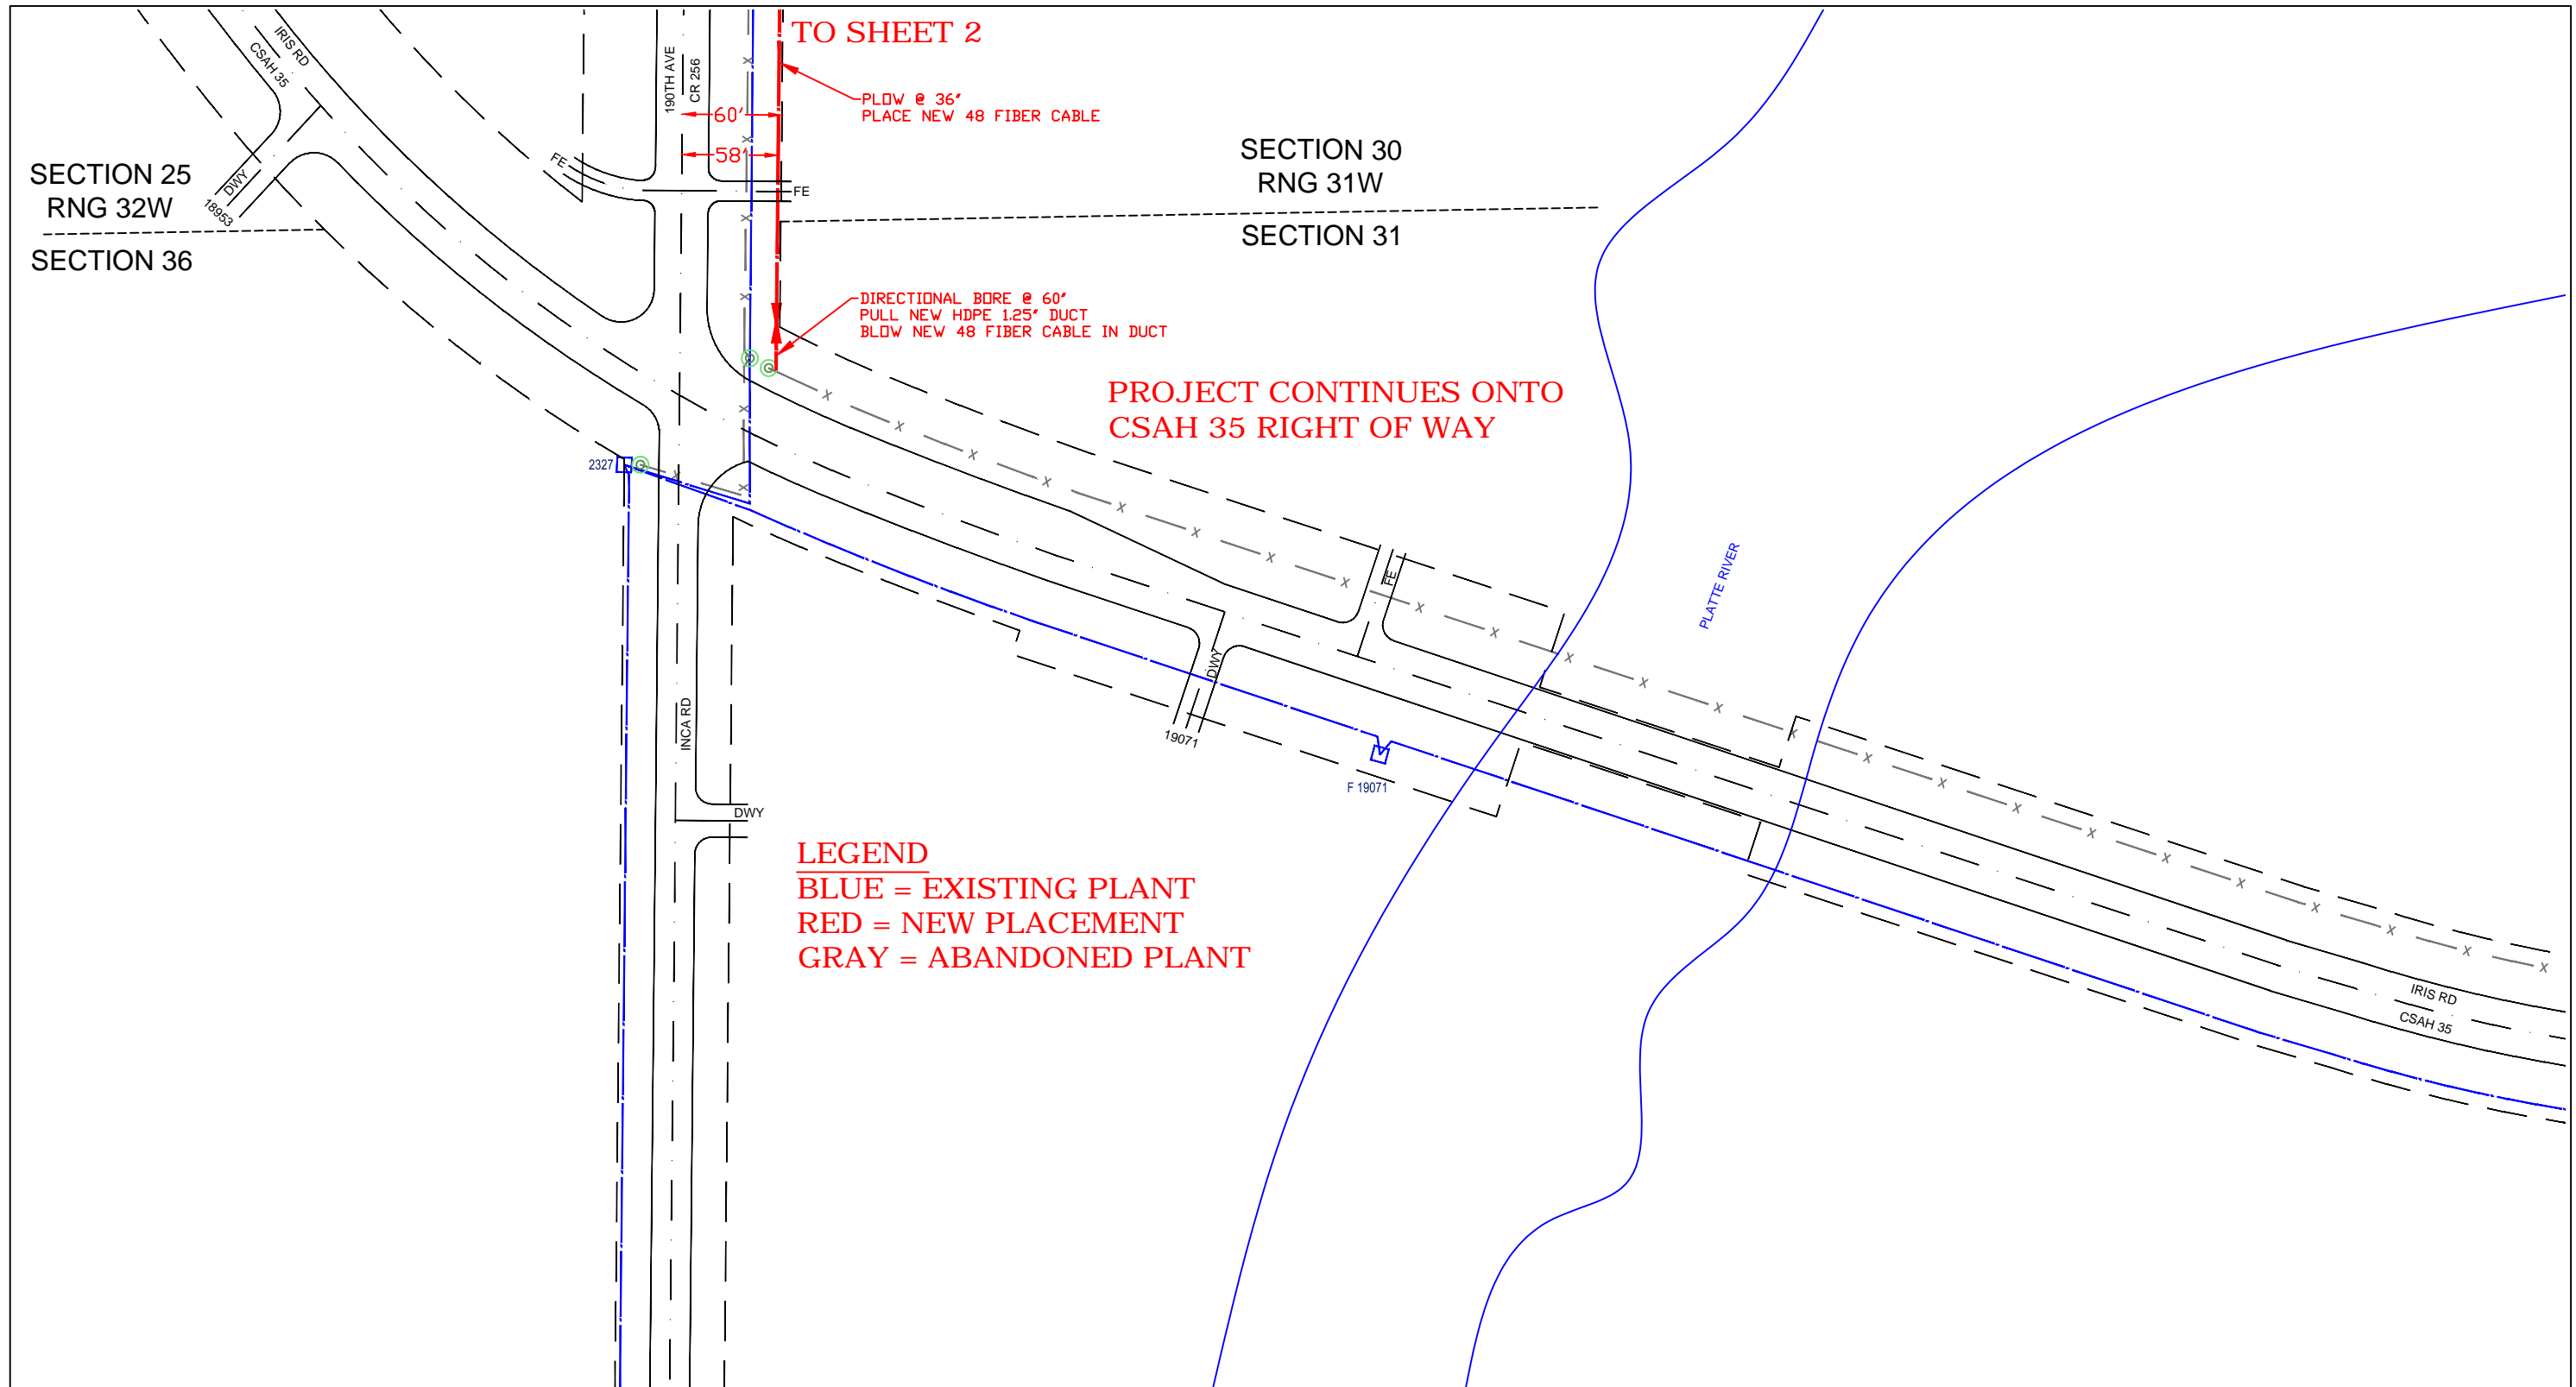 TO SHEET 2
IRIS RD
CSAH 35
190TH AVE
CR 256
PLOW @ 36"
PLACE NEW 48 FIBER CABLE
60'
58'
SECTION 25
RNG 32W
SECTION 36
DWY
18953
FE
FE
SECTION 30
RNG 31W
SECTION 31
DIRECTIONAL BORE @ 60"
PULL NEW HDPE 1.25" DUCT
BLOW NEW 48 FIBER CABLE IN DUCT
PROJECT CONTINUES ONTO
CSAH 35 RIGHT OF WAY
2327
FE
PLATTE RIVER
DWY
19071
F 19071
INCA RD
DWY
LEGEND
BLUE = EXISTING PLANT
RED = NEW PLACEMENT
GRAY = ABANDONED PLANT
IRIS RD
CSAH 35